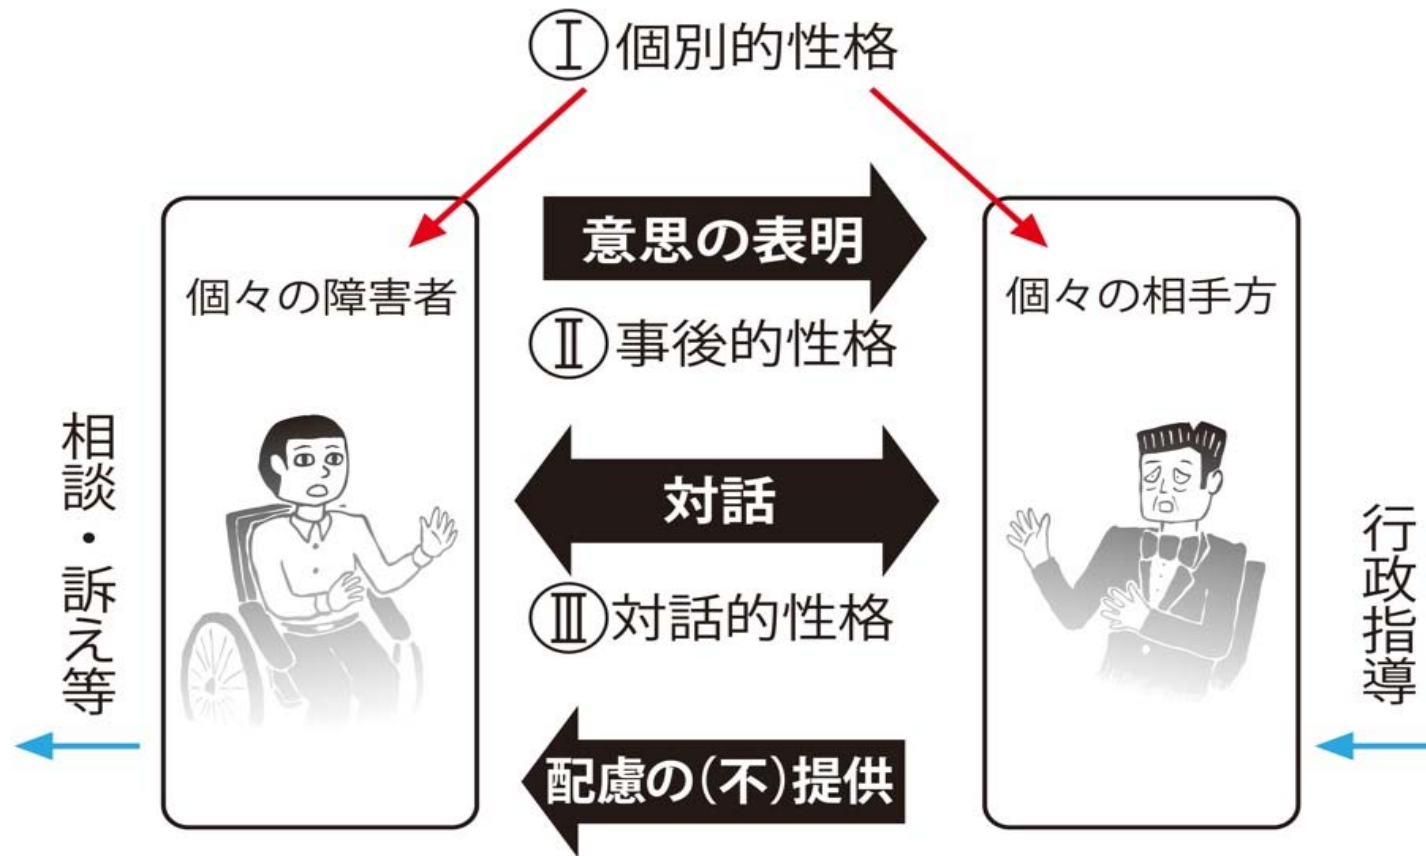 Ⅰ個別的性格
意思の表明
個々の障害者
個々の相手方
Ⅱ事後的性格
相談・訴え等
対話
行政指導
Ⅲ対話的性格
配慮の(不)提供